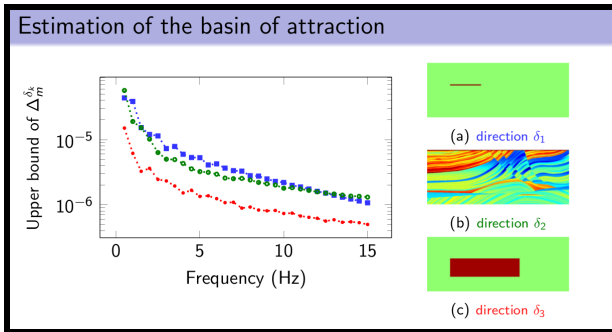 Estimation of the basin of attraction
Upper bound of Δ_m^{δ_k}
10^{-5}
10^{-6}
0 5 10 15
Frequency (Hz)
(a) direction δ_1
(b) direction δ_2
(c) direction δ_3